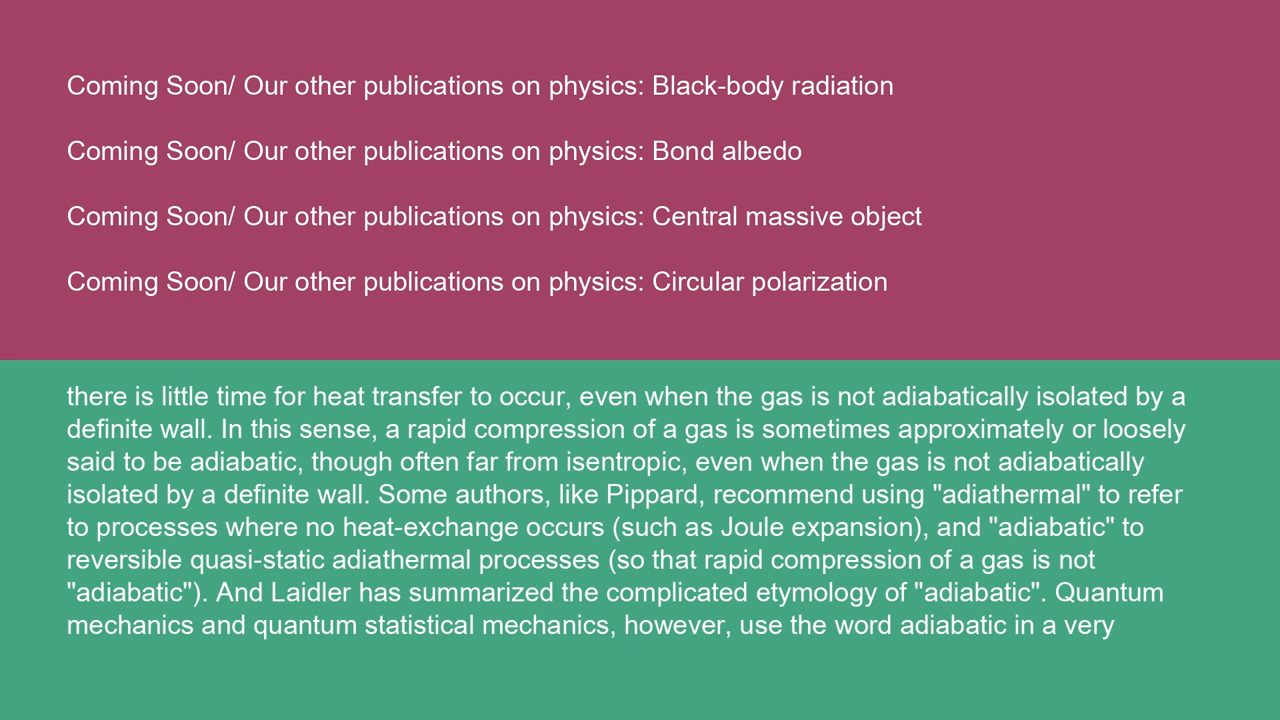 Coming Soon/ Our other publications on physics: Black-body radiation
Coming Soon/ Our other publications on physics: Bond albedo
Coming Soon/ Our other publications on physics: Central massive object
Coming Soon/ Our other publications on physics: Circular polarization
there is little time for heat transfer to occur, even when the gas is not adiabatically isolated by a
definite wall. In this sense, a rapid compression of a gas is sometimes approximately or loosely
said to be adiabatic, though often far from isentropic, even when the gas is not adiabatically
isolated by a definite wall. Some authors, like Pippard, recommend using "adiathermal" to refer
to processes where no heat-exchange occurs (such as Joule expansion), and "adiabatic" to
reversible quasi-static adiathermal processes (so that rapid compression of a gas is not
"adiabatic"). And Laidler has summarized the complicated etymology of "adiabatic". Quantum
mechanics and quantum statistical mechanics, however, use the word adiabatic in a very